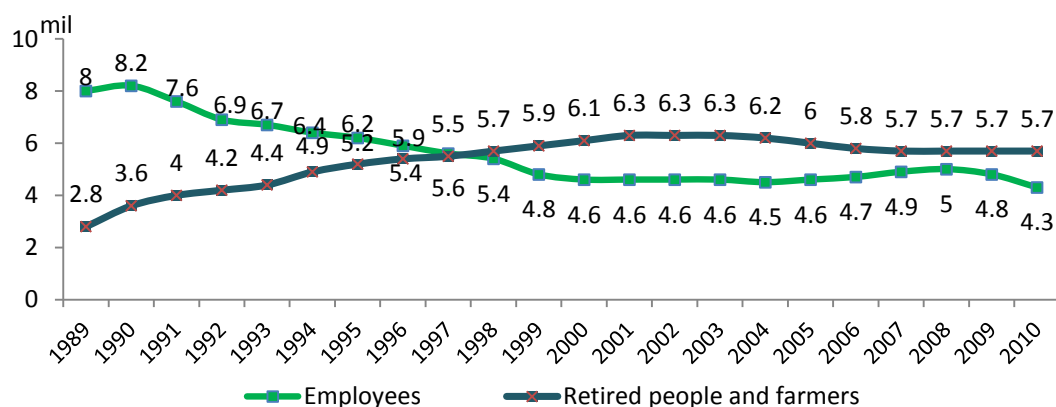 mil
10
8
6
4
2
0
8 8.2 7.6 6.9 6.7 6.4 6.2 5.9 5.6 5.4 4.8 4.6 4.6 4.6 4.6 4.5 4.6 4.7 4.9 5 4.8 4.3
2.8 3.6 4 4.2 4.4 4.9 5.2 5.4 5.5 5.7 5.9 6.1 6.3 6.3 6.3 6.2 6 5.8 5.7 5.7 5.7 5.7
1989 1990 1991 1992 1993 1994 1995 1996 1997 1998 1999 2000 2001 2002 2003 2004 2005 2006 2007 2008 2009 2010
Employees Retired people and farmers